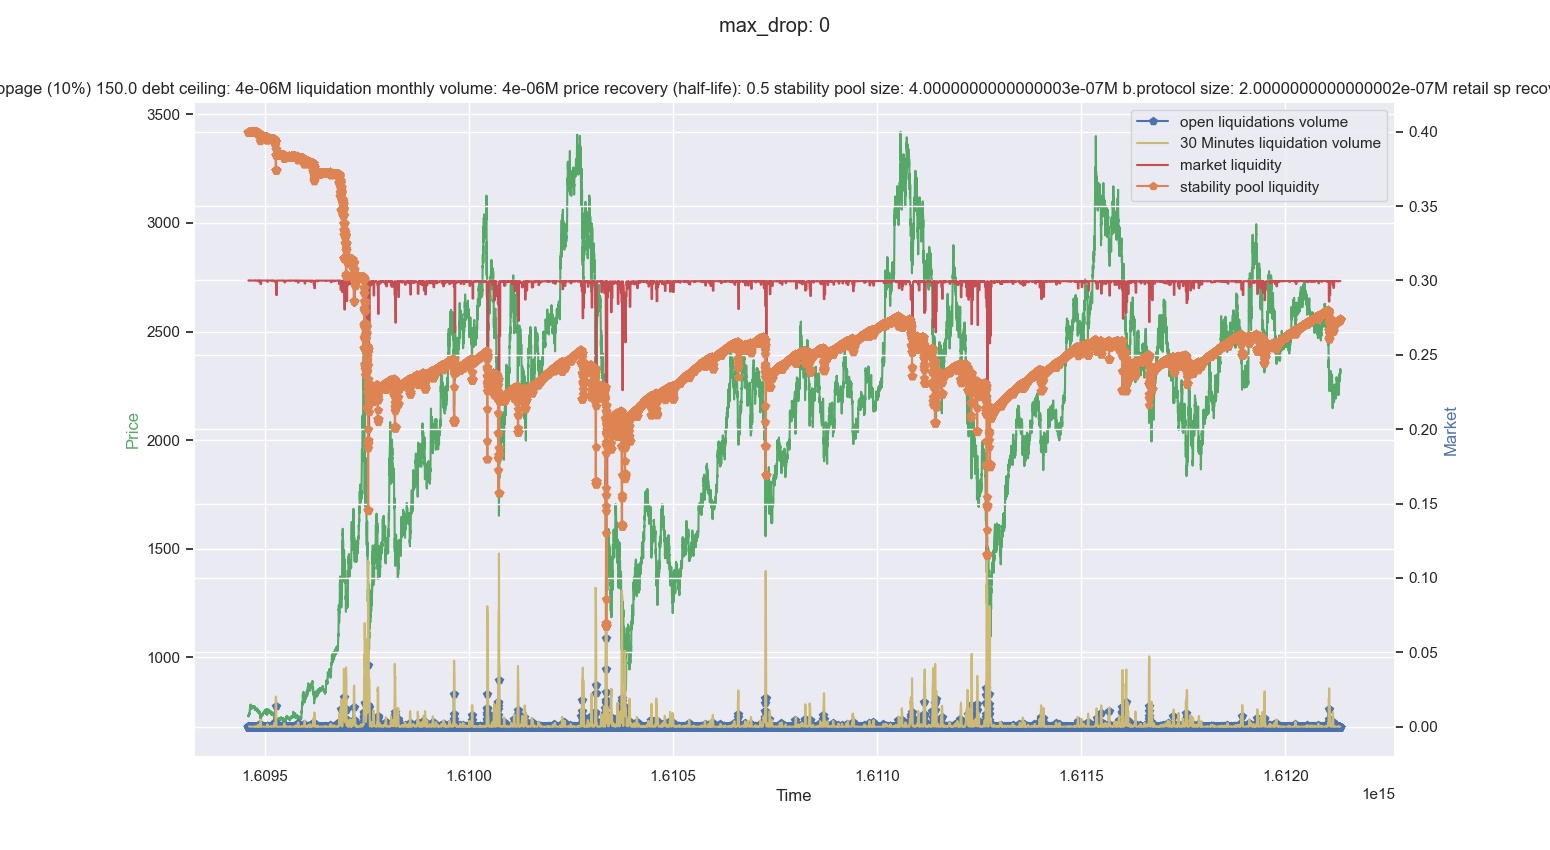 max_drop: 0
opage (10%) 150.0 debt ceiling: 4e-06M liquidation monthly volume: 4e-06M price recovery (half-life): 0.5 stability pool size: 4.0000000000000003e-07M b.protocol size: 2.0000000000000002e-07M retail sp recov
open liquidations volume
30 Minutes liquidation volume
market liquidity
stability pool liquidity
3500
3000
2500
2000
1500
1000
Price
0.40
0.35
0.30
0.25
0.20
0.15
0.10
0.05
0.00
Market
1.6095 1.6100 1.6105 1.6110 1.6115 1.6120
Time
1e15